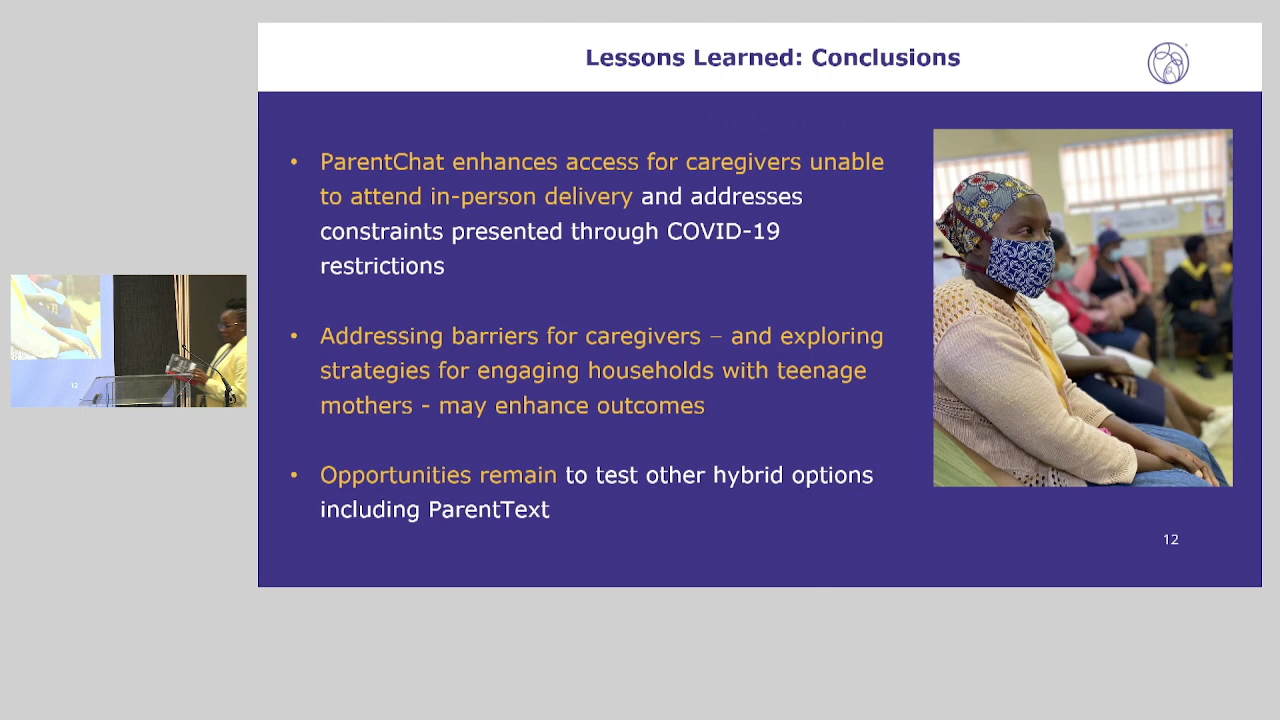 Lessons Learned: Conclusions
• ParentChat enhances access for caregivers unable
to attend in-person delivery and addresses
constraints presented through COVID-19
restrictions
• Addressing barriers for caregivers – and exploring
strategies for engaging households with teenage
mothers - may enhance outcomes
• Opportunities remain to test other hybrid options
including ParentText
12
12